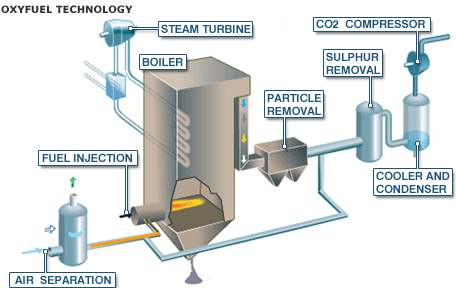 OXYFUEL TECHNOLOGY
STEAM TURBINE
CO2 COMPRESSOR
BOILER
SULPHUR
REMOVAL
PARTICLE
REMOVAL
FUEL INJECTION
COOLER AND
CONDENSER
AIR SEPARATION